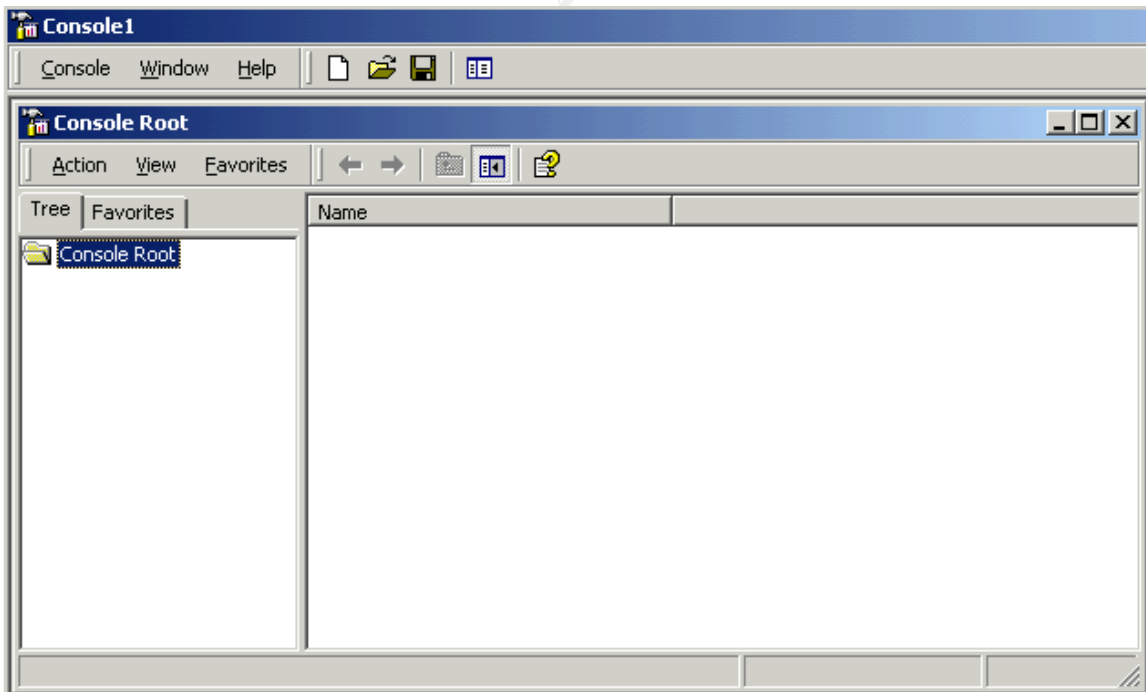 Console1
Console Window Help
Console Root
Action View Favorites
Tree Favorites Name
Console Root